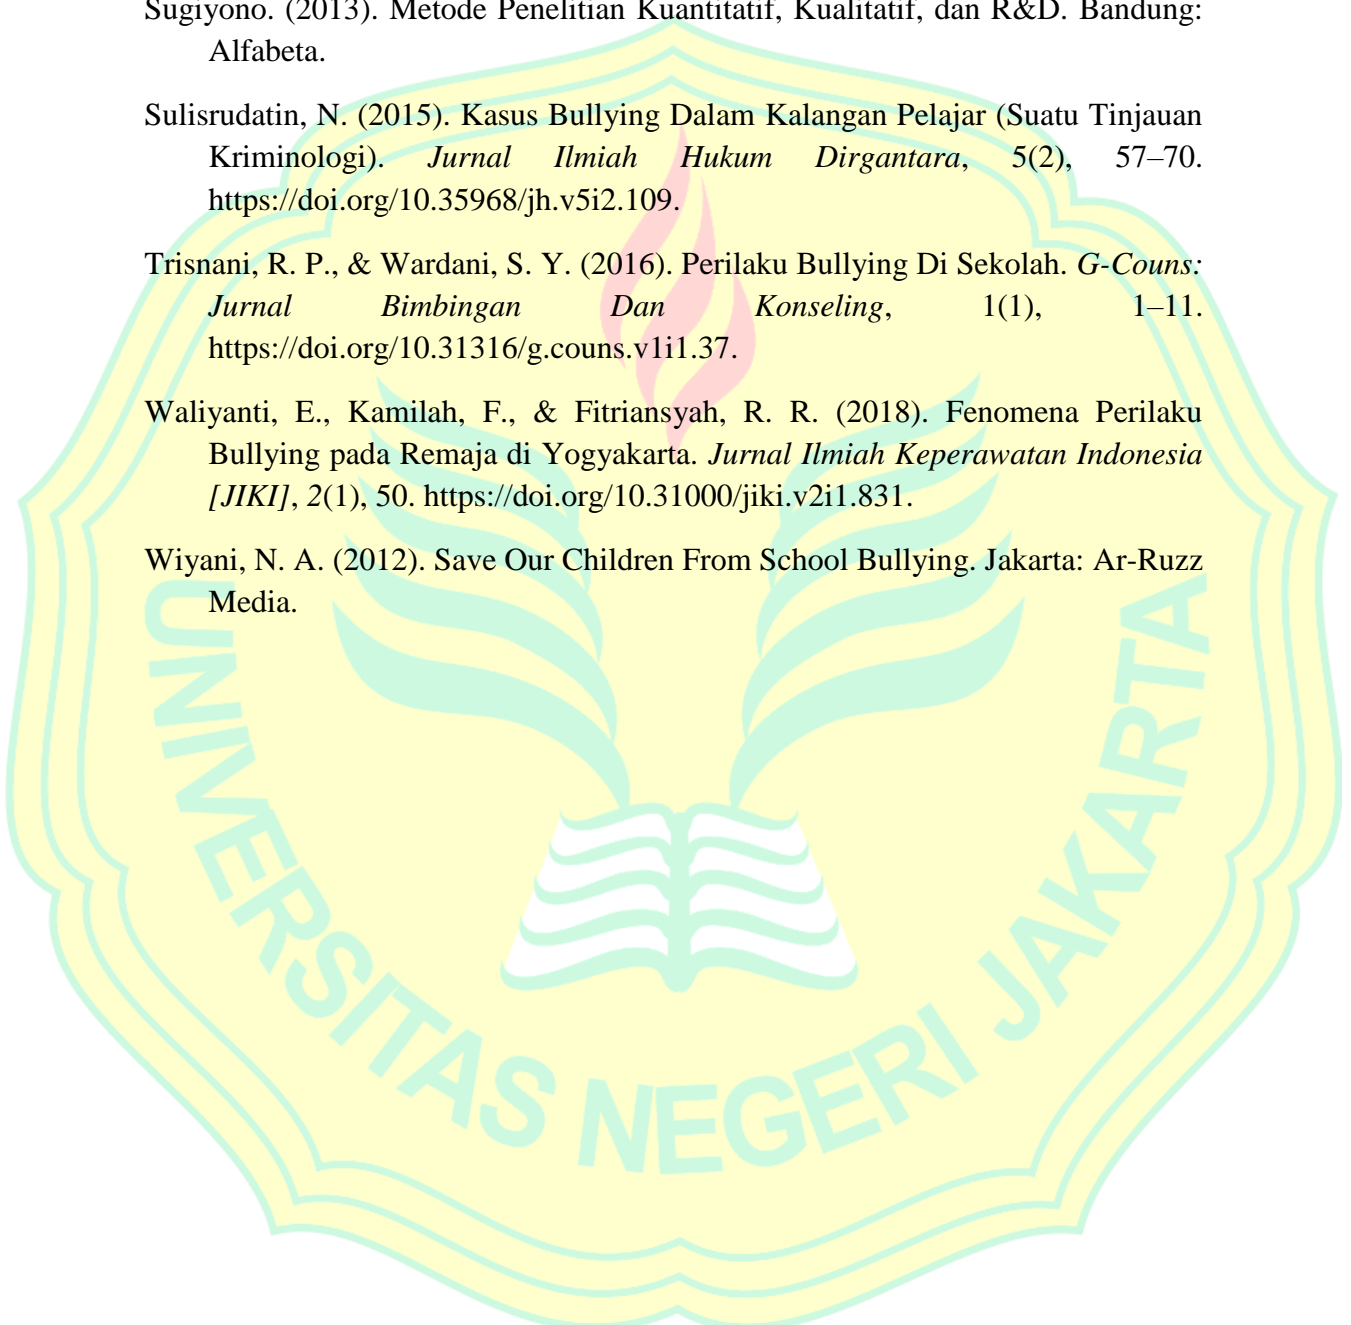 Sugiyono. (2013). Metode Penelitian Kuantitatif, Kualitatif, dan R&D. Bandung:
Alfabeta.
Sulisrudatin, N. (2015). Kasus Bullying Dalam Kalangan Pelajar (Suatu Tinjauan
Kriminologi). Jurnal Ilmiah Hukum Dirgantara, 5(2), 57–70.
https://doi.org/10.35968/jh.v5i2.109.
Trisnani, R. P., & Wardani, S. Y. (2016). Perilaku Bullying Di Sekolah. G-Couns:
Jurnal Bimbingan Dan Konseling, 1(1), 1–11.
https://doi.org/10.31316/g.couns.v1i1.37.
Waliyanti, E., Kamilah, F., & Fitriansyah, R. R. (2018). Fenomena Perilaku
Bullying pada Remaja di Yogyakarta. Jurnal Ilmiah Keperawatan Indonesia
[JIKI], 2(1), 50. https://doi.org/10.31000/jiki.v2i1.831.
Wiyani, N. A. (2012). Save Our Children From School Bullying. Jakarta: Ar-Ruzz
Media.
UNIVERSITAS NEGERI JAKARTA